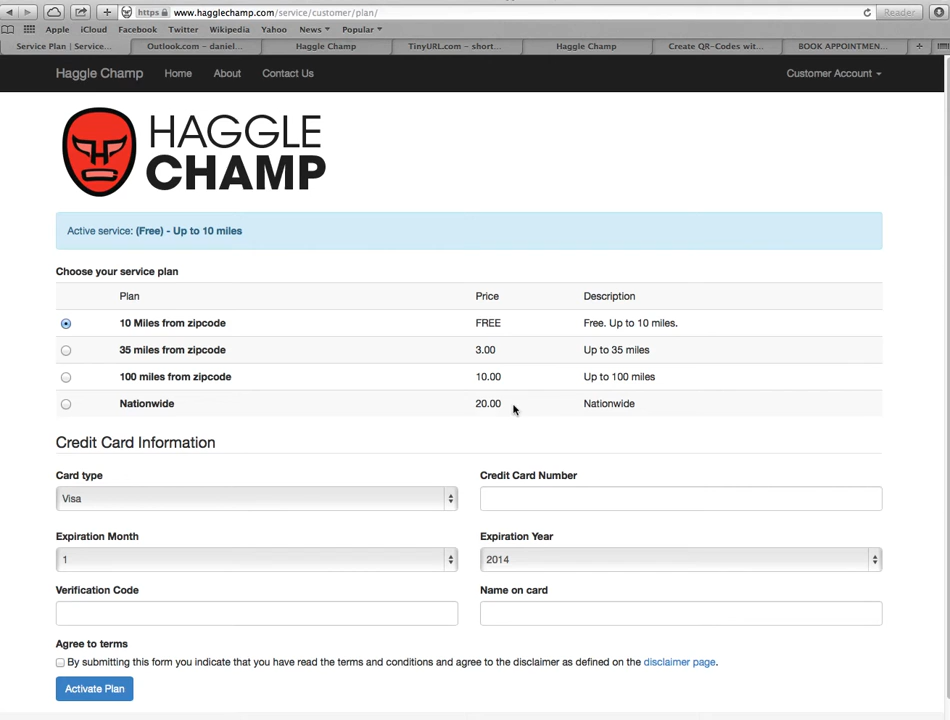 https www.hagglechamp.com/service/customer/plan/ Reader
Apple iCloud Facebook Twitter Wikipedia Yahoo News Popular
Service Plan | Service... Outlook.com – daniel... Haggle Champ TinyURL.com – short... Haggle Champ Create QR-Codes wit... BOOK APPOINTMEN...
Haggle Champ Home About Contact Us Customer Account
HAGGLE
CHAMP
Active service: (Free) - Up to 10 miles
Choose your service plan
Plan Price Description
10 Miles from zipcode FREE Free. Up to 10 miles.
35 miles from zipcode 3.00 Up to 35 miles
100 miles from zipcode 10.00 Up to 100 miles
Nationwide 20.00 Nationwide
Credit Card Information
Card type Credit Card Number
Visa
Expiration Month Expiration Year
1 2014
Verification Code Name on card
Agree to terms
By submitting this form you indicate that you have read the terms and conditions and agree to the disclaimer as defined on the disclaimer page.
Activate Plan